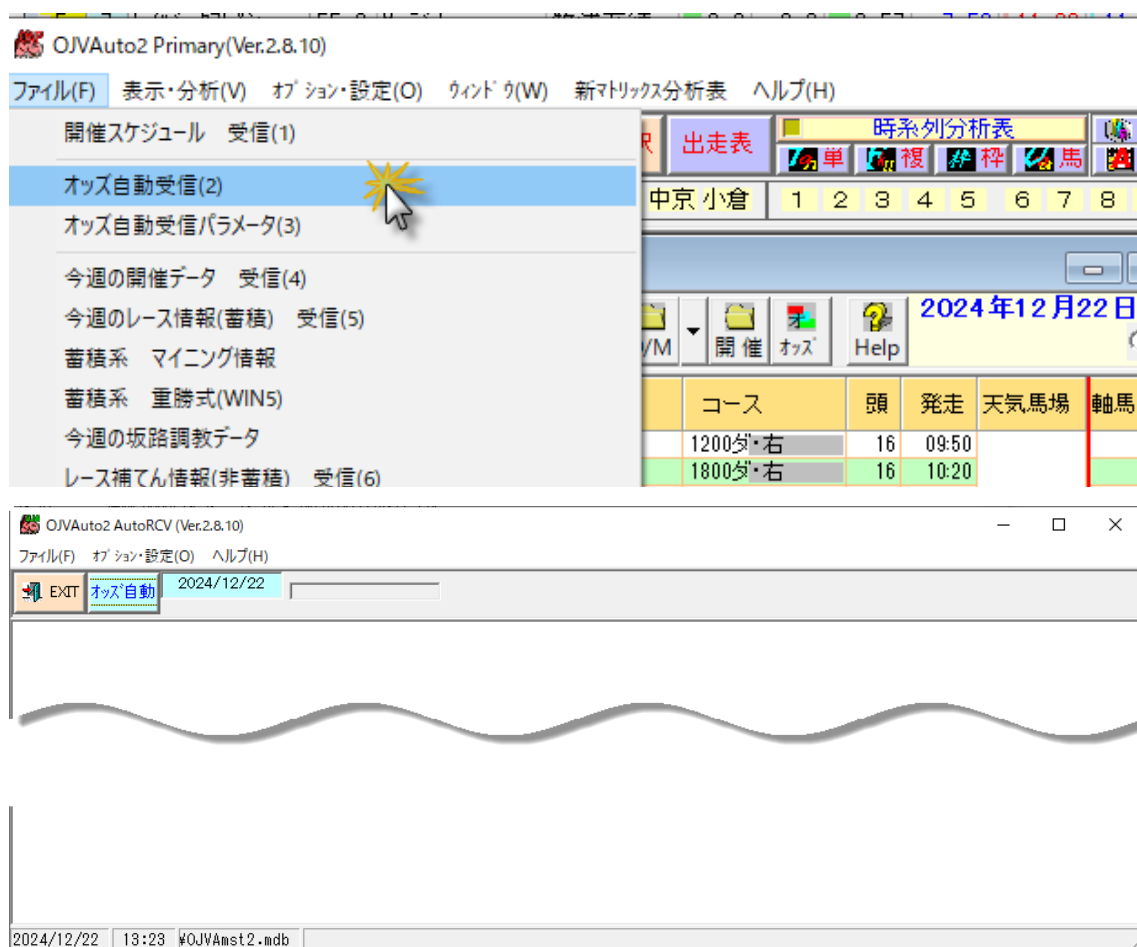 OJVAuto2 Primary(Ver.2.8.10)
ファイル(F) 表示・分析(V) ｵﾌﾟｼｮﾝ・設定(O) ｳｨﾝﾄﾞｳ(W) 新ﾏﾄﾘｯｸｽ分析表 ヘルプ(H)
開催スケジュール 受信(1)
出走表 時系列分析表
単 複 枠 馬
オッズ自動受信(2)
中京 小倉 1 2 3 4 5 6 7 8
オッズ自動受信パラメータ(3)
今週の開催データ 受信(4)
今週のレース情報(蓄積) 受信(5)
2024年12月22日
/M 開催 ｵｯｽﾞ Help
蓄積系 マイニング情報
蓄積系 重勝式(WIN5)
コース 頭 発走 天気馬場 軸馬
今週の坂路調教データ
1200ダ・右 16 09:50
レース補てん情報(非蓄積) 受信(6)
1800ダ・右 16 10:20
OJVAuto2 AutoRCV (Ver.2.8.10)
ファイル(F) ｵﾌﾟｼｮﾝ・設定(O) ヘルプ(H)
EXIT ｵｯｽﾞ自動 2024/12/22
2024/12/22 13:23 ¥OJVAmst2.mdb